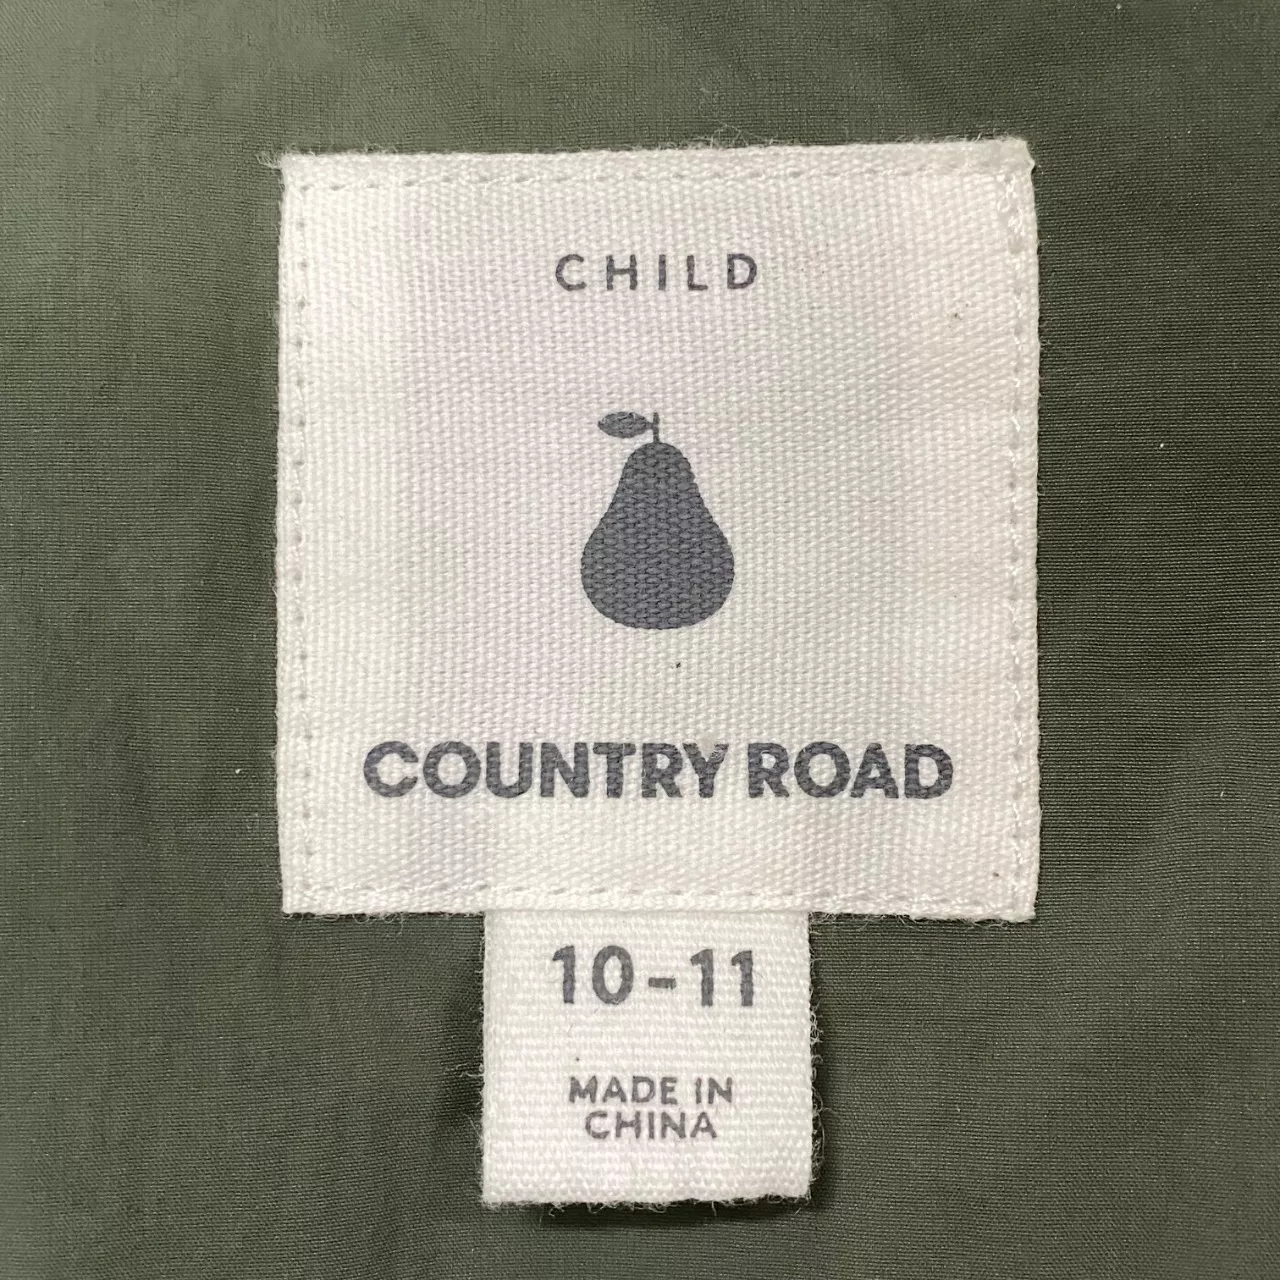 CHILD
COUNTRY ROAD
10-11
MADE IN
CHINA